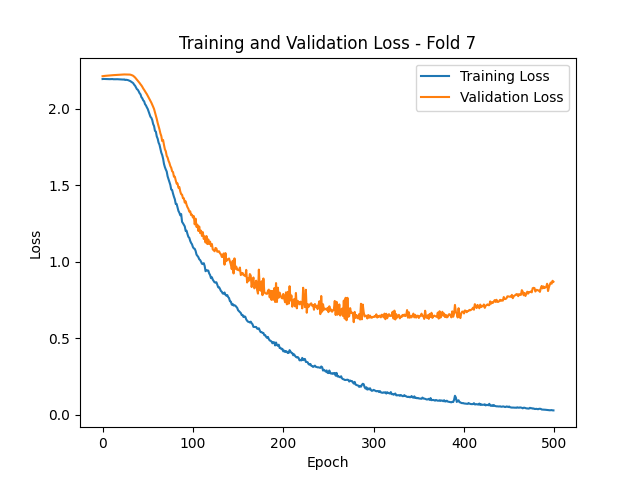 Training and Validation Loss - Fold 7
Training Loss
Validation Loss
2.0
1.5
1.0
0.5
0.0
Loss
0
100
200
300
400
500
Epoch